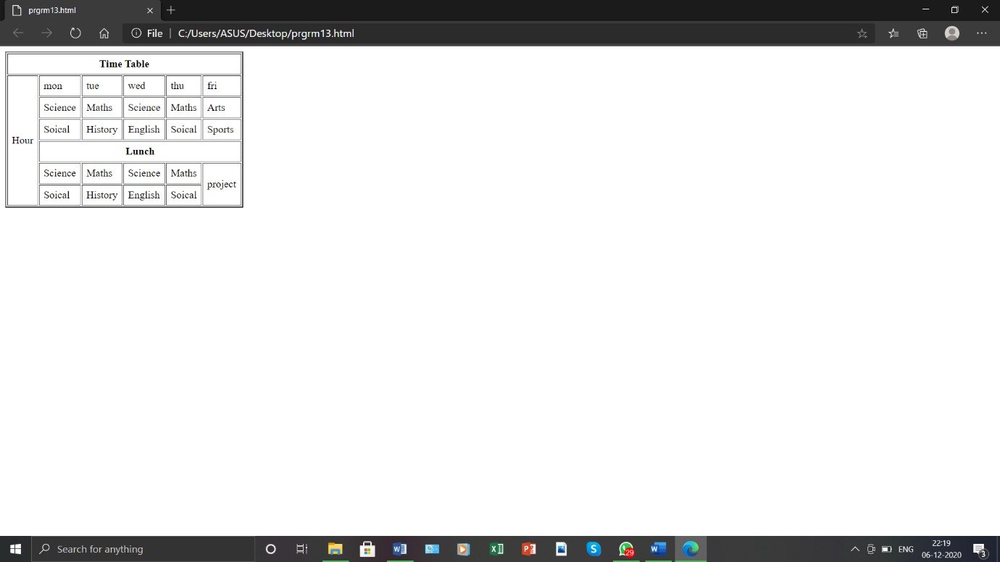 prgrm13.html
File | C:/Users/ASUS/Desktop/prgrm13.html
Time Table
Hour
mon tue wed thu fri
Science Maths Science Maths Arts
Soical History English Soical Sports
Lunch
Science Maths Science Maths project
Soical History English Soical
Search for anything
29
ENG
22:19
06-12-2020
3